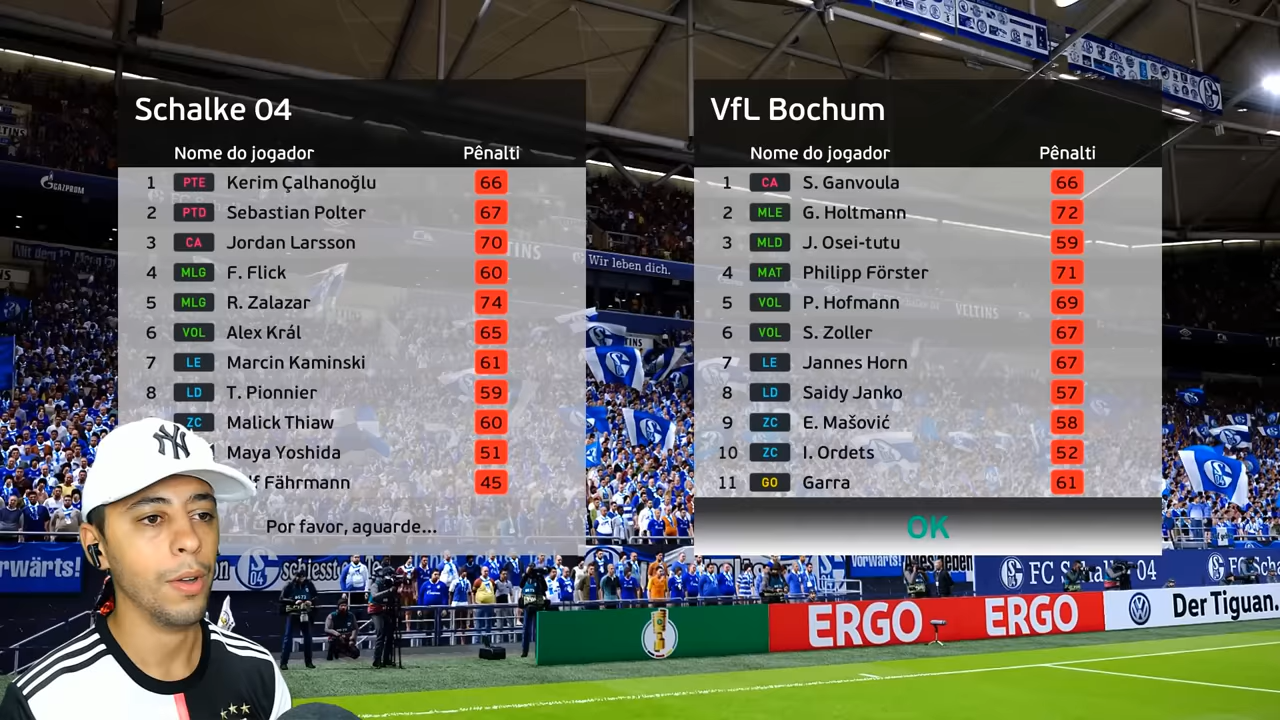 Schalke 04
Nome do jogador Pênalti
1 PTE Kerim Çalhanoğlu 66
2 PTD Sebastian Polter 67
3 CA Jordan Larsson 70
4 MLG F. Flick 60
5 MLG R. Zalazar 74
6 VOL Alex Král 65
7 LE Marcin Kaminski 61
8 LD T. Pionnier 59
ZC Malick Thiaw 60
Maya Yoshida 51
Fährmann 45
Por favor, aguarde...
VfL Bochum
Nome do jogador Pênalti
1 CA S. Ganvoula 66
2 MLE G. Holtmann 72
3 MLD J. Osei-tutu 59
4 MAT Philipp Förster 71
5 VOL P. Hofmann 69
6 VOL S. Zoller 67
7 LE Jannes Horn 67
8 LD Saidy Janko 57
9 ZC E. Mašović 58
10 ZC I. Ordets 52
11 GO Garra 61
OK
GAZPROM
Wir leben dich.
VELTINS
FC Schalke 04
ERGO ERGO
Der Tiguan.
NY